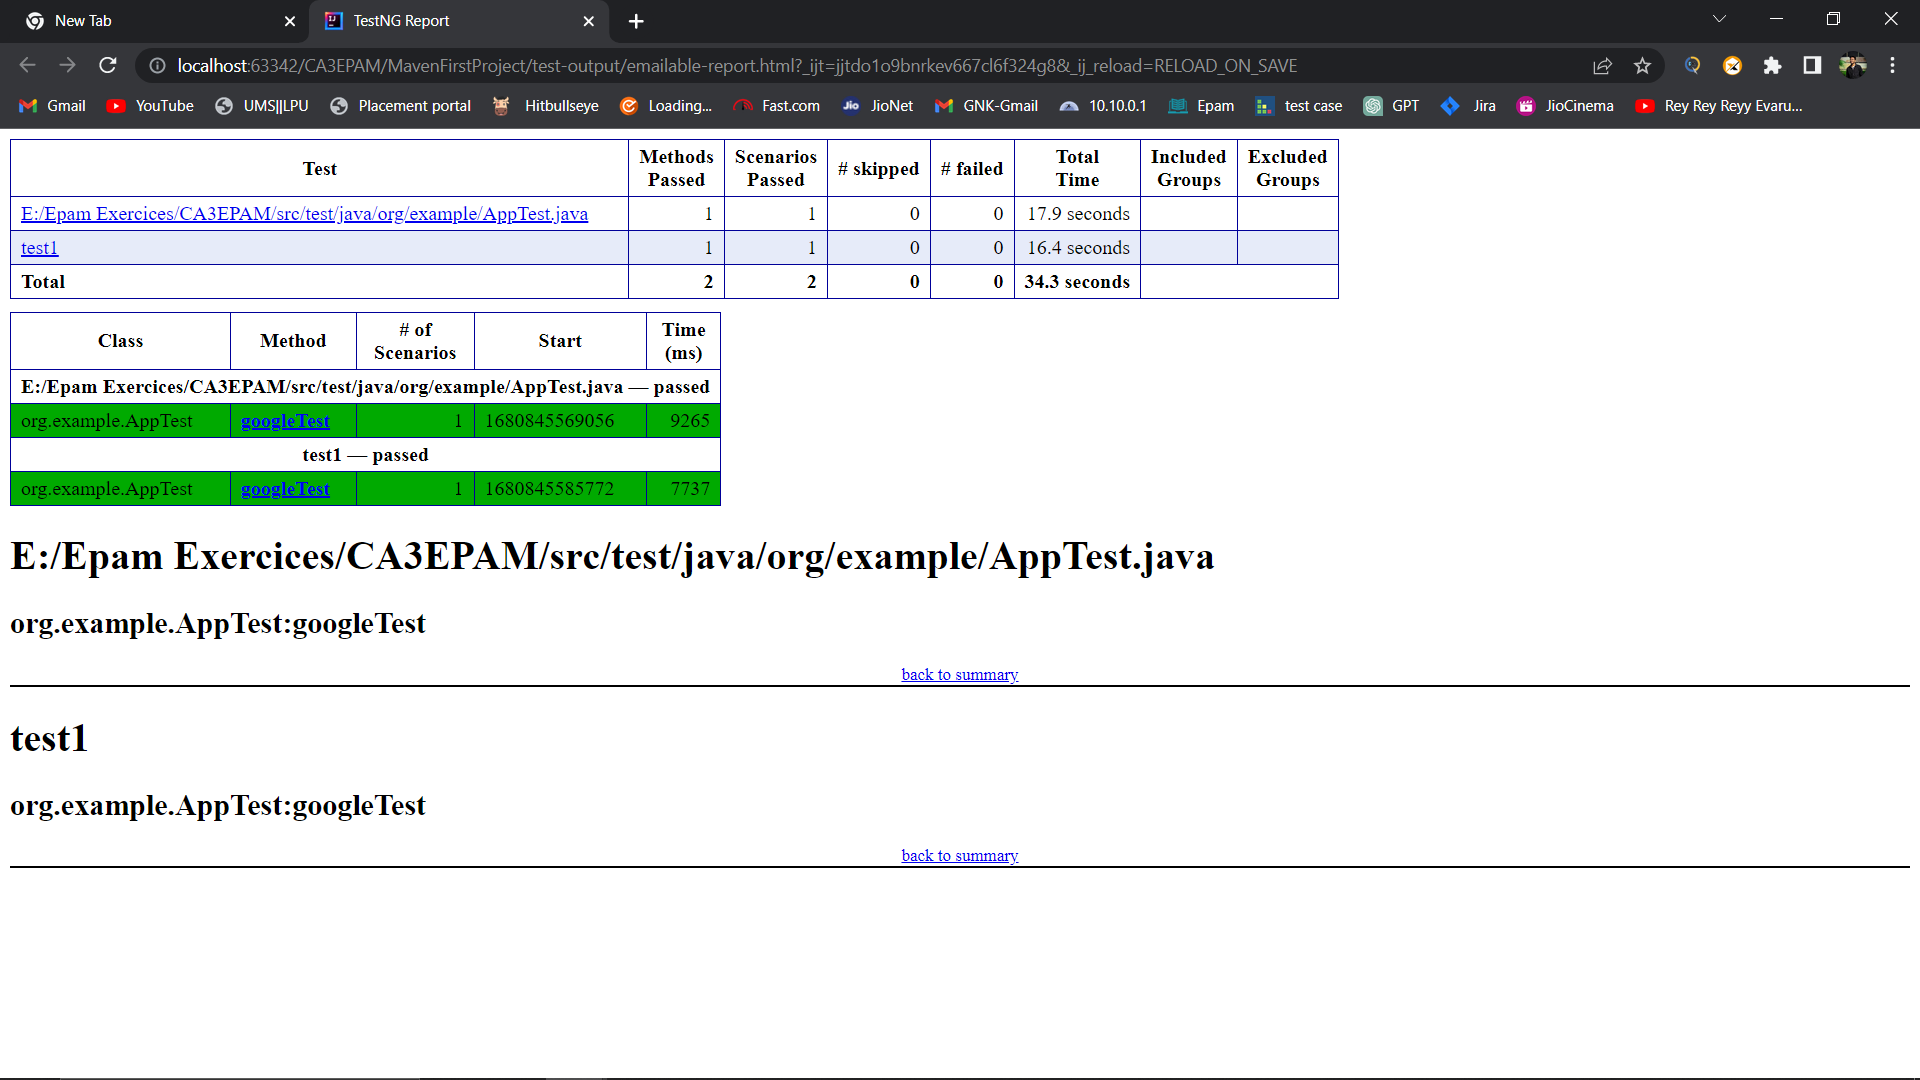 New Tab
TestNG Report
localhost:63342/CA3EPAM/MavenFirstProject/test-output/emailable-report.html?_ijt=jjtdo1o9bnrkev667cl6f324g8&_ij_reload=RELOAD_ON_SAVE
Gmail YouTube UMS||LPU Placement portal Hitbullseye Loading... Fast.com Jio JioNet GNK-Gmail 10.10.0.1 Epam test case GPT Jira JioCinema Rey Rey Reyy Evaru...
Test Methods Passed Scenarios Passed # skipped # failed Total Time Included Groups Excluded Groups
E:/Epam Exercices/CA3EPAM/src/test/java/org/example/AppTest.java 1 1 0 0 17.9 seconds
test1 1 1 0 0 16.4 seconds
Total 2 2 0 0 34.3 seconds
Class Method # of Scenarios Start Time (ms)
E:/Epam Exercices/CA3EPAM/src/test/java/org/example/AppTest.java — passed
org.example.AppTest googleTest 1 1680845569056 9265
test1 — passed
org.example.AppTest googleTest 1 1680845585772 7737
E:/Epam Exercices/CA3EPAM/src/test/java/org/example/AppTest.java
org.example.AppTest:googleTest
back to summary
test1
org.example.AppTest:googleTest
back to summary